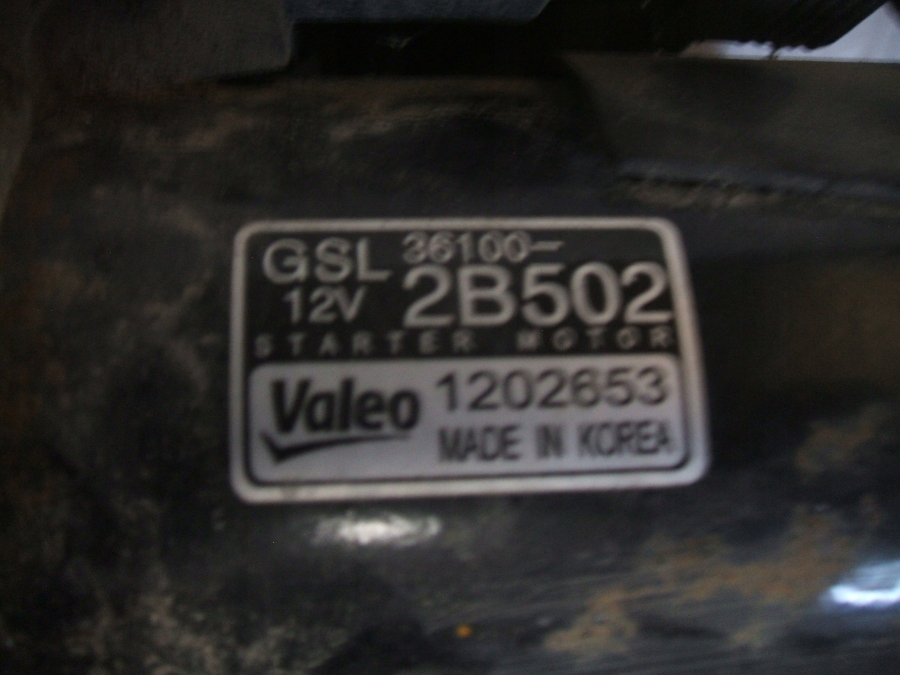 GSL 36100-
12V 2B502
STARTER MOTOR
Valeo 1202653
MADE IN KOREA